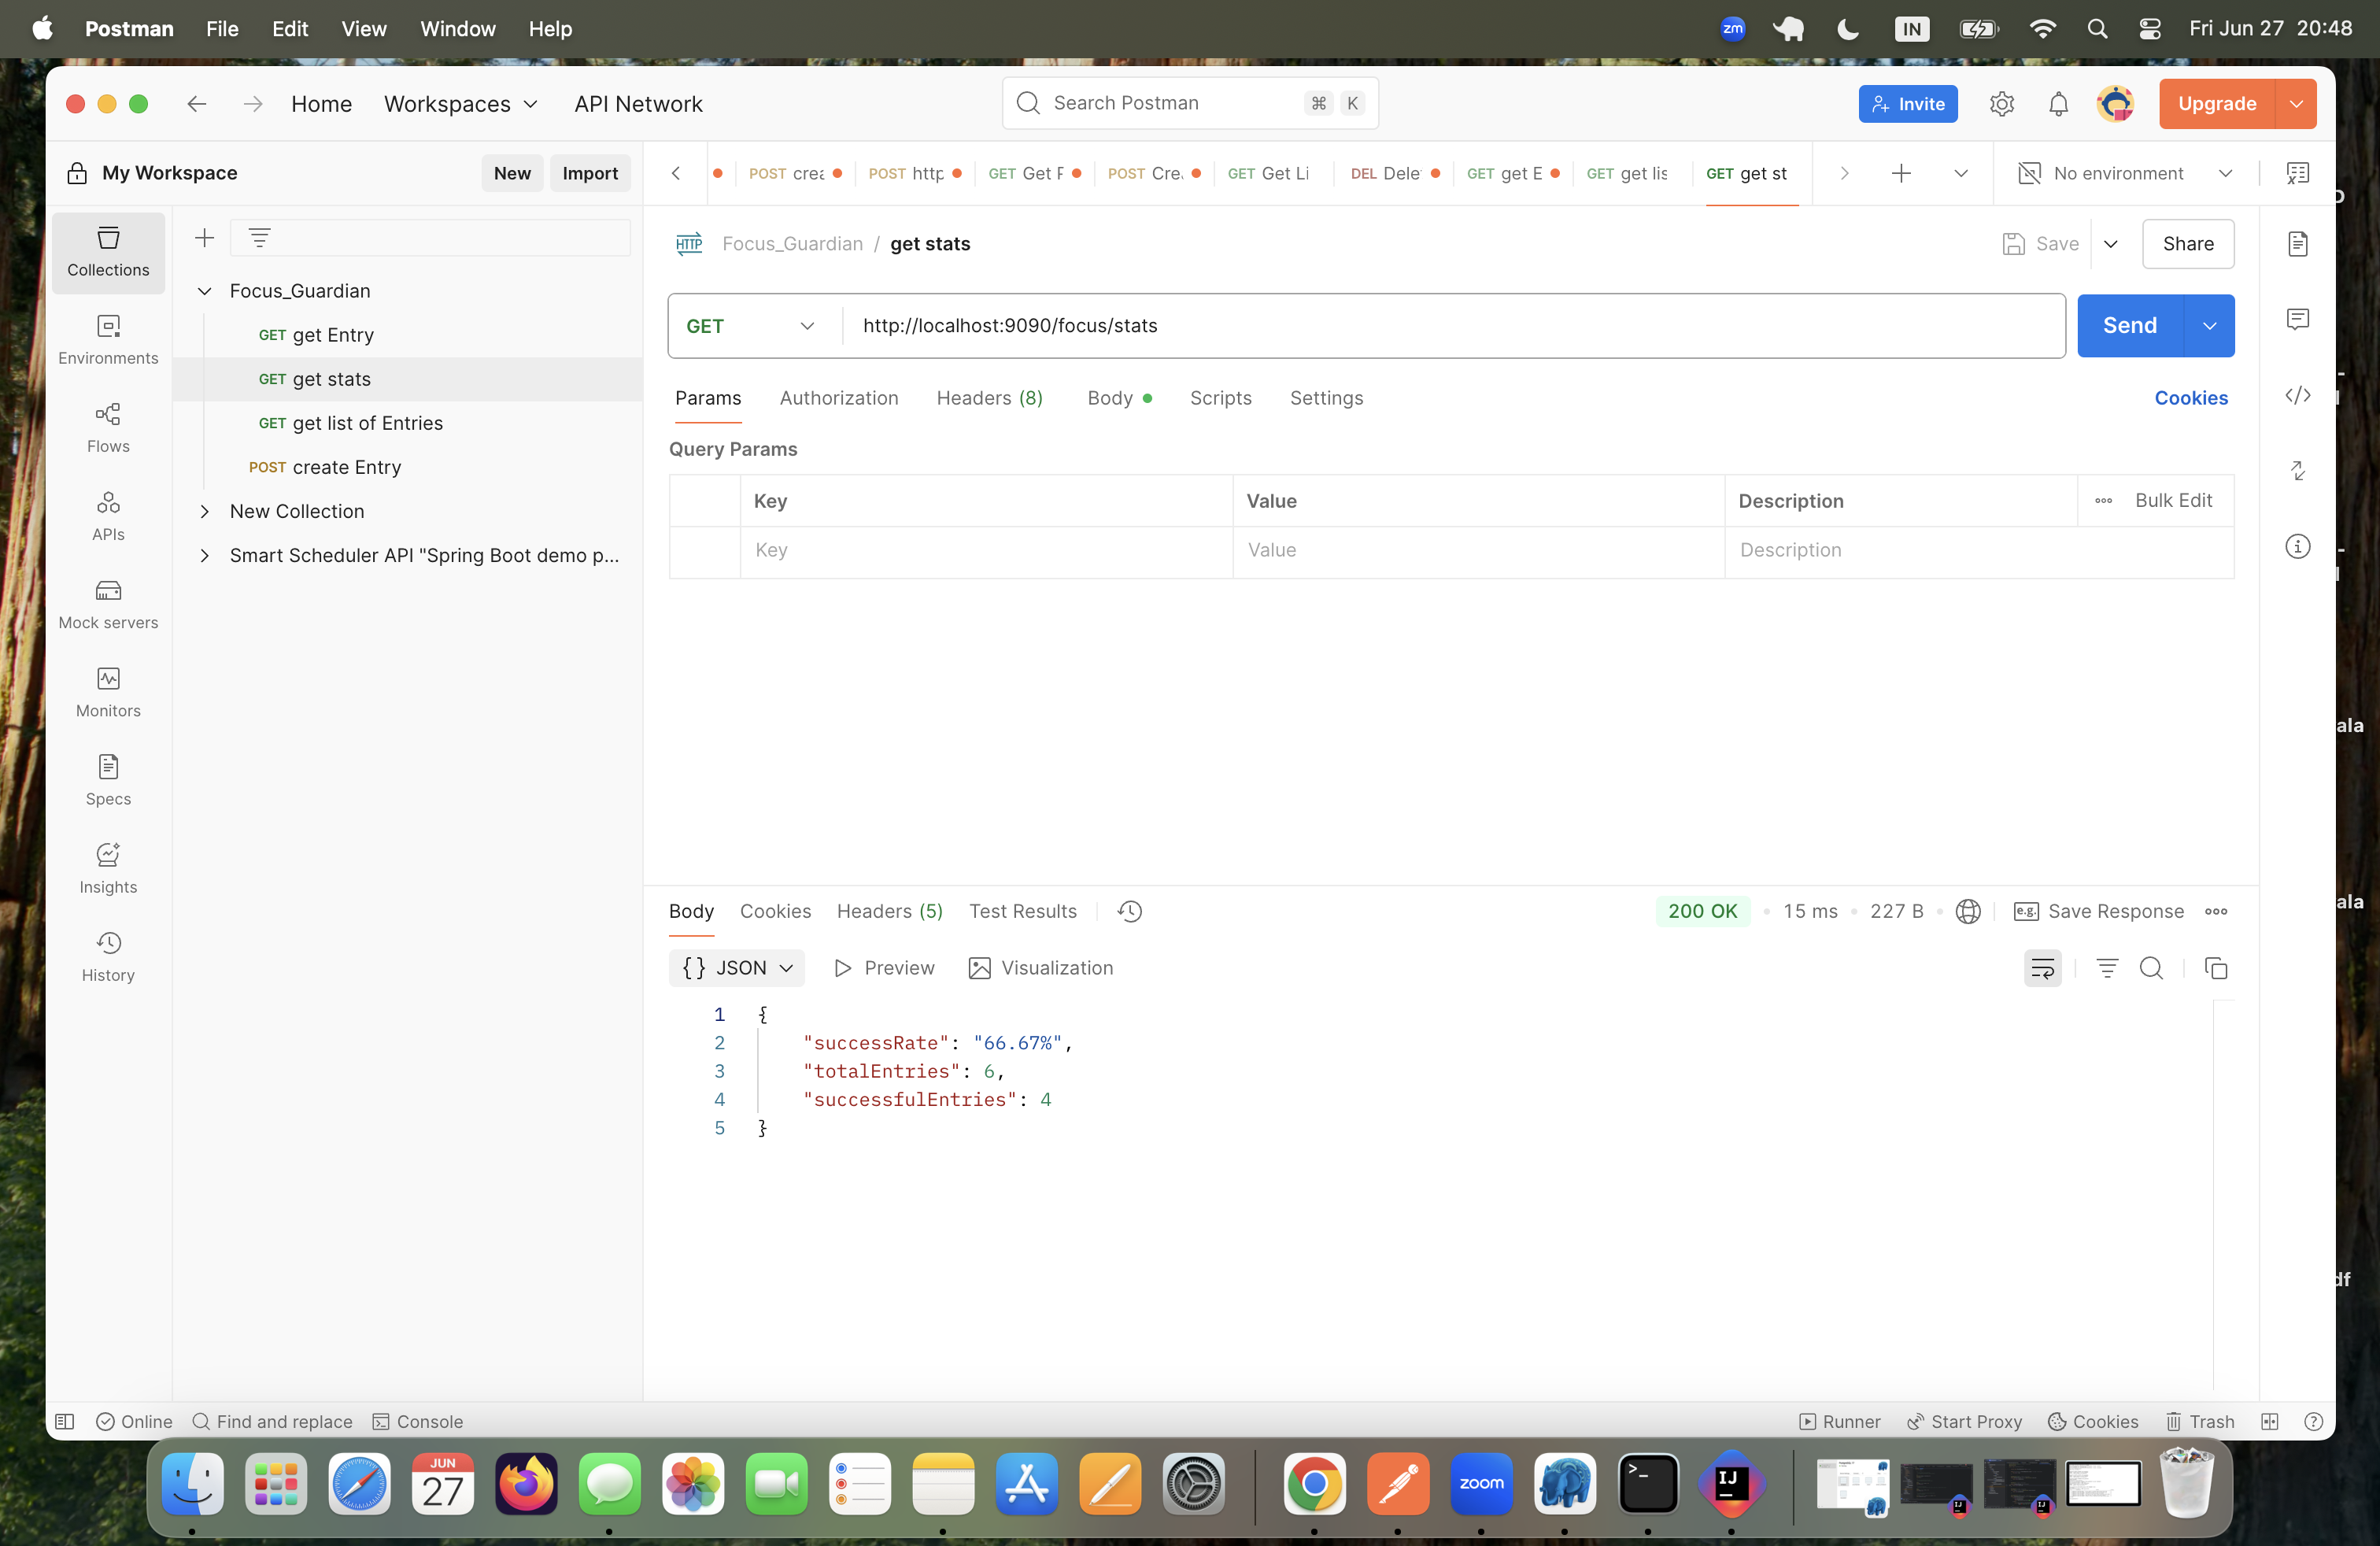 Postman File Edit View Window Help zm IN Fri Jun 27 20:48
Home Workspaces API Network Search Postman ⌘ K Invite Upgrade
My Workspace New Import POST crea POST http GET Get F POST Cre GET Get Li DEL Dele GET get E GET get lis GET get st No environment
Collections
Environments
Flows
APIs
Mock servers
Monitors
Specs
Insights
History
Focus_Guardian
GET get Entry
GET get stats
GET get list of Entries
POST create Entry
New Collection
Smart Scheduler API "Spring Boot demo p...
HTTP Focus_Guardian / get stats Save Share
GET http://localhost:9090/focus/stats Send
Params Authorization Headers (8) Body Scripts Settings Cookies
Query Params
Key Value Description Bulk Edit
Key Value Description
Body Cookies Headers (5) Test Results 200 OK 15 ms 227 B e.g. Save Response
{} JSON Preview Visualization
1 {
2 "successRate": "66.67%",
3 "totalEntries": 6,
4 "successfulEntries": 4
5 }
ala
ala
df
Online Find and replace Console Runner Start Proxy Cookies Trash
JUN
27
zoom
>_
IJ